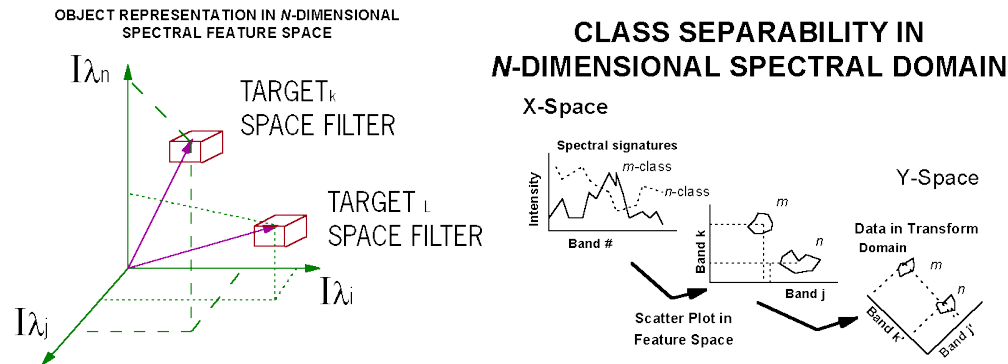 OBJECT REPRESENTATION IN N-DIMENSIONAL
SPECTRAL FEATURE SPACE
Iλn
TARGETk
SPACE FILTER
TARGET L
SPACE FILTER
Iλi
Iλj
CLASS SEPARABILITY IN
N-DIMENSIONAL SPECTRAL DOMAIN
X-Space
Spectral signatures
m-class
n-class
Intensity
Band #
Y-Space
m
n
Band k
Band j
Scatter Plot in
Feature Space
Data in Transform
Domain
m
n
Band k'
Band j'